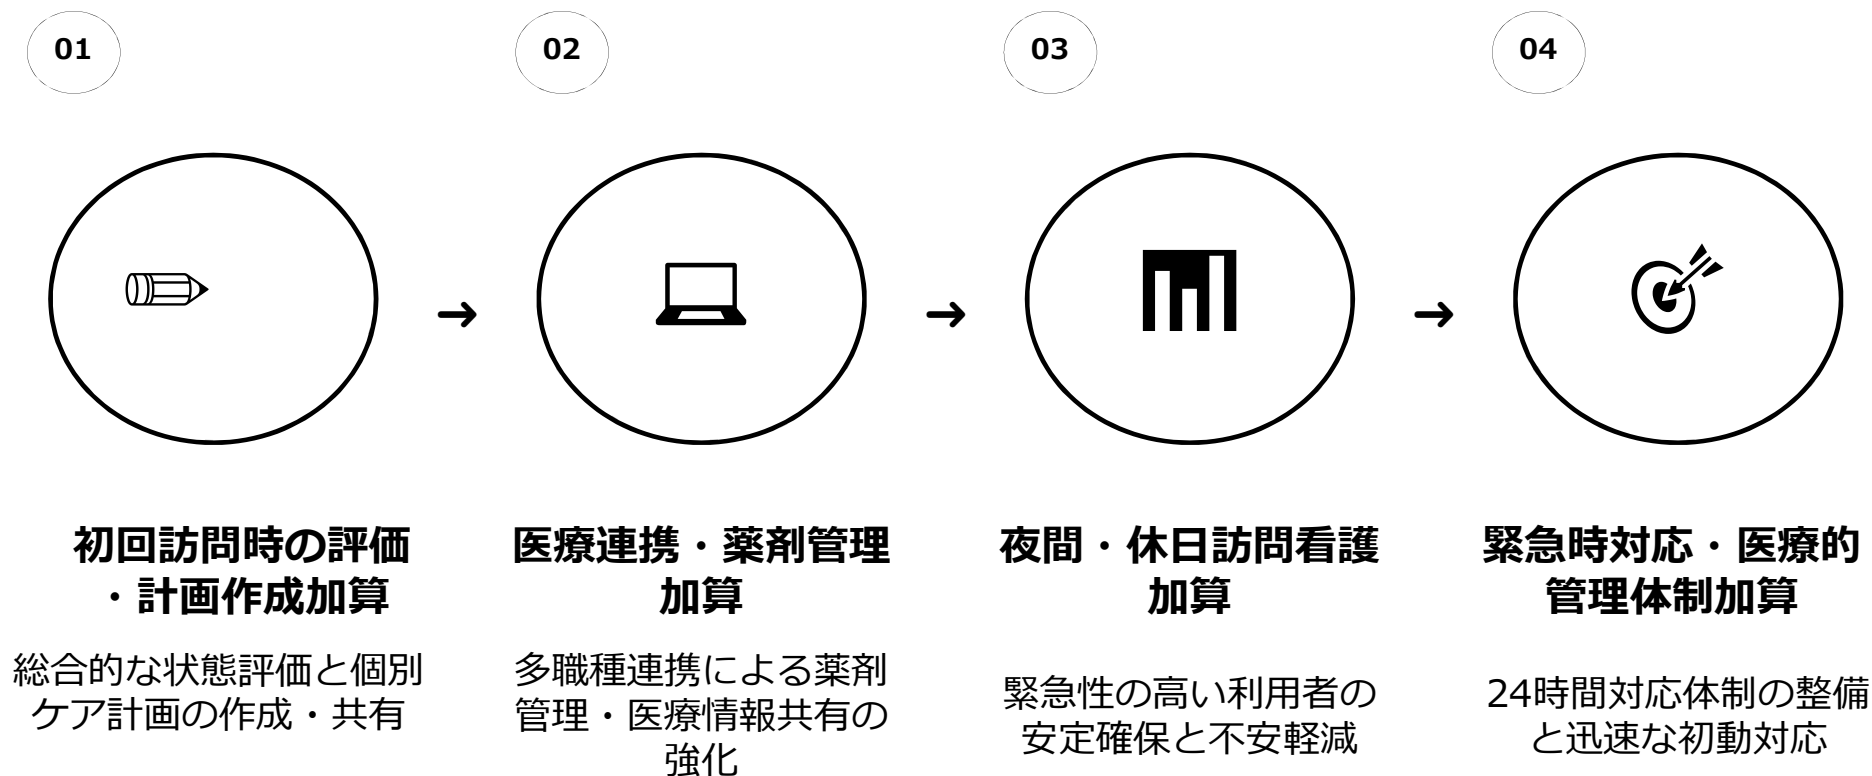 01
初回訪問時の評価
・計画作成加算
総合的な状態評価と個別
ケア計画の作成・共有
02
医療連携・薬剤管理
加算
多職種連携による薬剤
管理・医療情報共有の
強化
03
夜間・休日訪問看護
加算
緊急性の高い利用者の
安定確保と不安軽減
04
緊急時対応・医療的
管理体制加算
24時間対応体制の整備
と迅速な初動対応